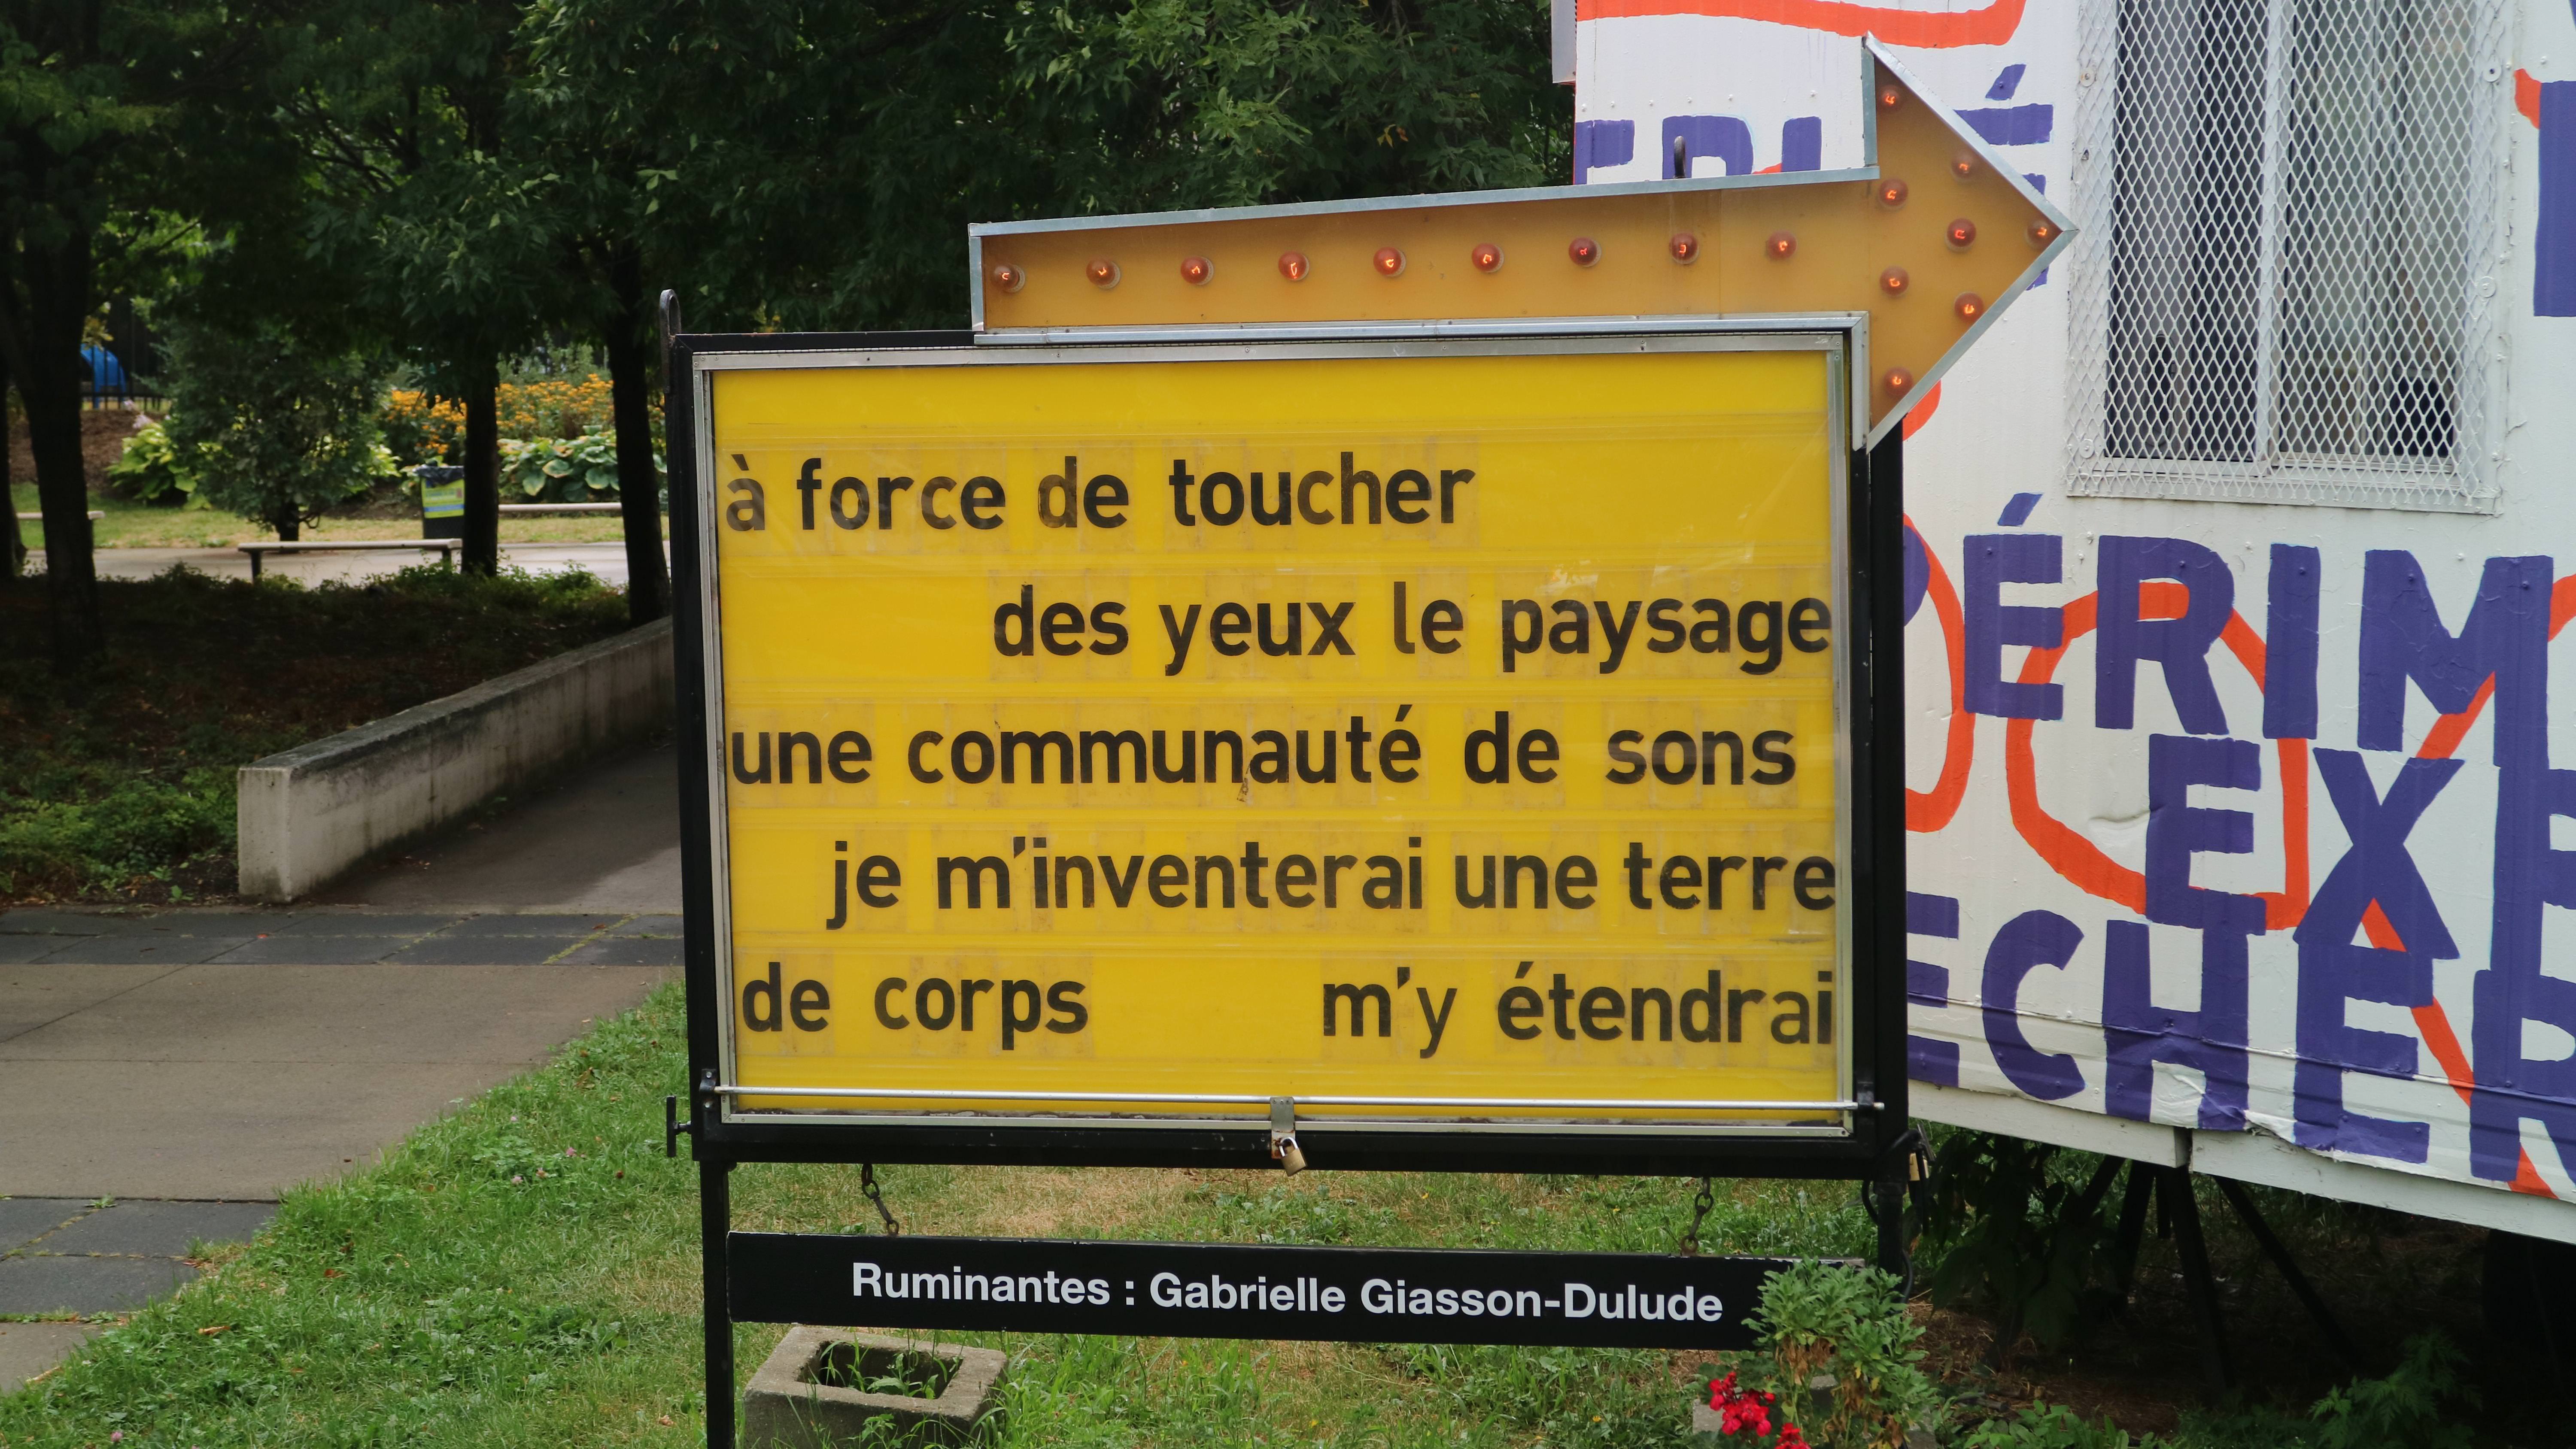 à force de toucher
des yeux le paysage
une communauté de sons
je m'inventerai une terre
de corps m'y étendrai
Ruminantes : Gabrielle Giasson-Dulude